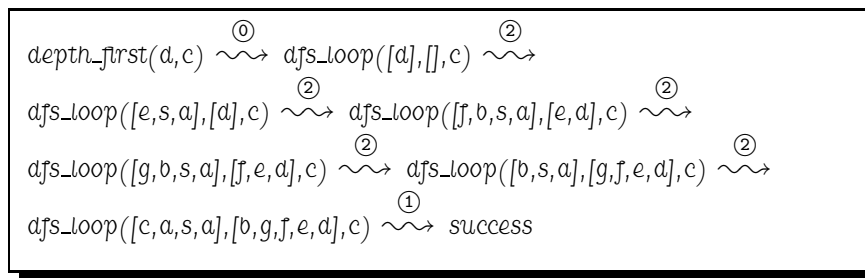 depth_first(d,c) ⓪⇝ dfs_loop([d],[],c) ②⇝
dfs_loop([e,s,a],[d],c) ②⇝ dfs_loop([f,b,s,a],[e,d],c) ②⇝
dfs_loop([g,b,s,a],[f,e,d],c) ②⇝ dfs_loop([b,s,a],[g,f,e,d],c) ②⇝
dfs_loop([c,a,s,a],[b,g,f,e,d],c) ①⇝ success